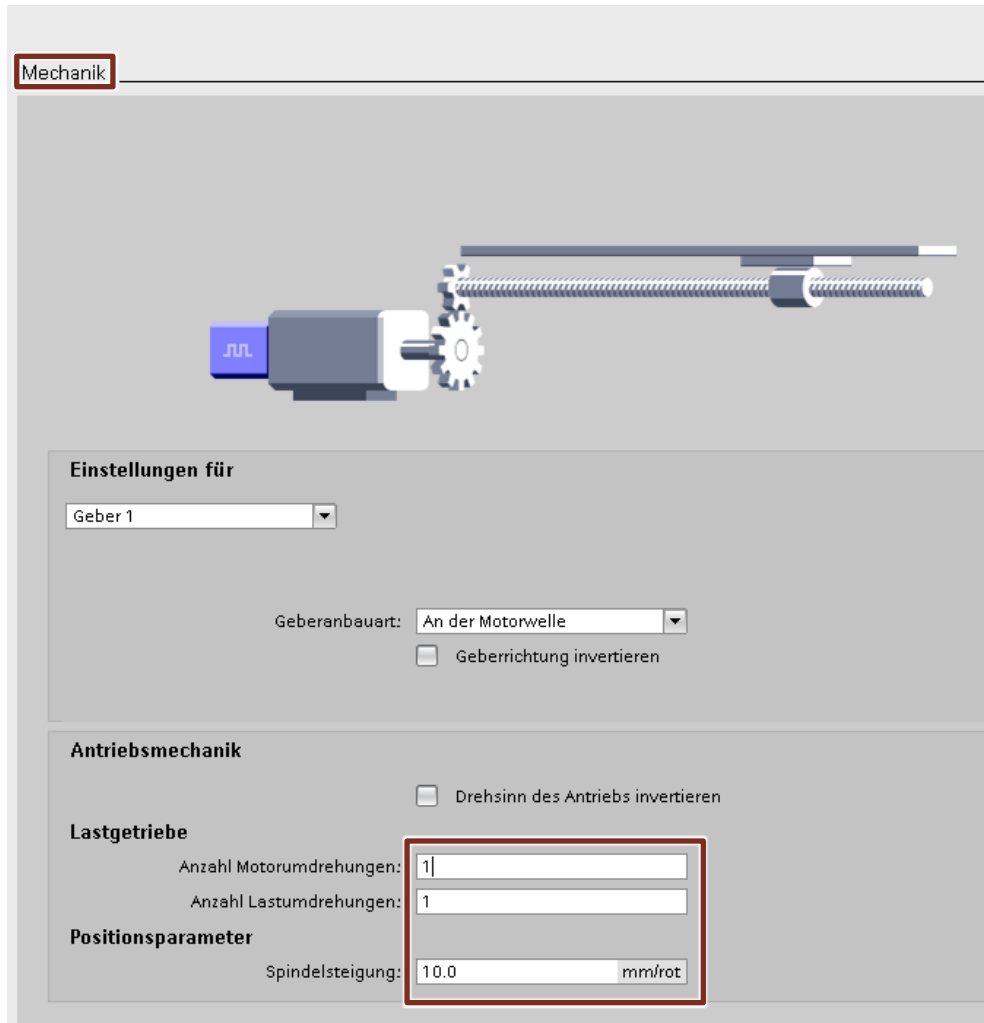 Mechanik
Einstellungen für
Geber 1
Geberanbauart: An der Motorwelle
Geberrichtung invertieren
Antriebsmechanik
Drehsinn des Antriebs invertieren
Lastgetriebe
Anzahl Motorumdrehungen: 1
Anzahl Lastumdrehungen: 1
Positionsparameter
Spindelsteigung: 10.0 mm/rot